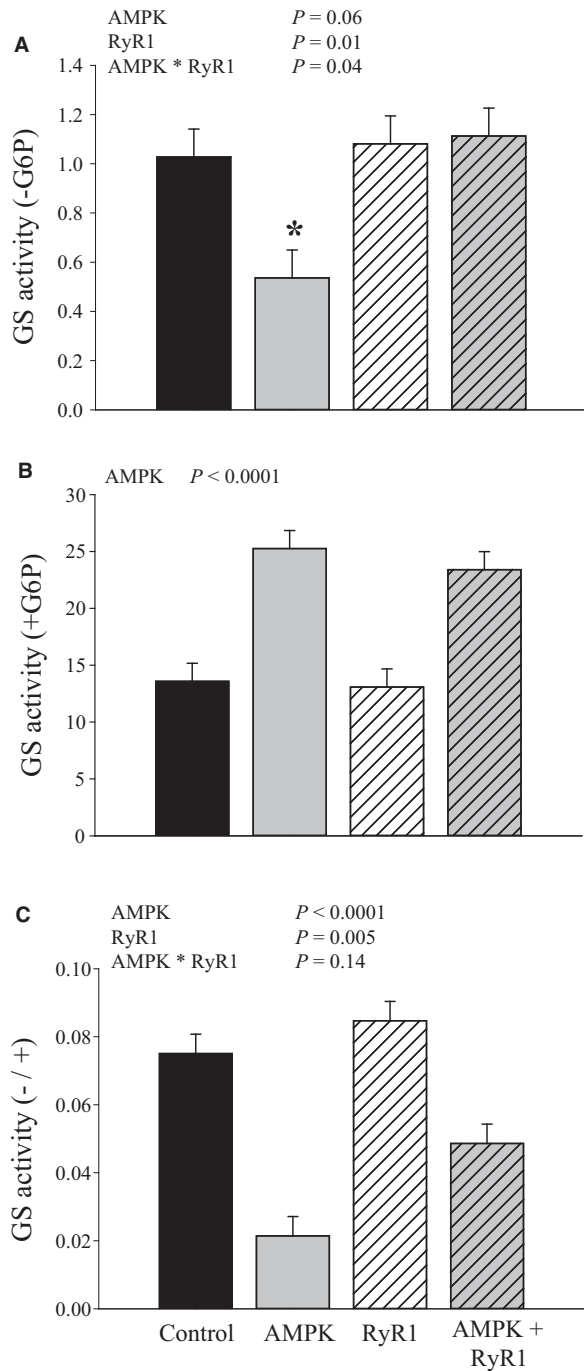 AMPK P = 0.06
A RyR1 P = 0.01
AMPK * RyR1 P = 0.04
GS activity (-G6P)
1.4
1.2
1.0
0.8
0.6
0.4
0.2
0.0
*
B AMPK P < 0.0001
GS activity (+G6P)
30
25
20
15
10
5
0
C AMPK P < 0.0001
RyR1 P = 0.005
AMPK * RyR1 P = 0.14
GS activity (- / +)
0.10
0.08
0.06
0.04
0.02
0.00
Control AMPK RyR1 AMPK +
RyR1